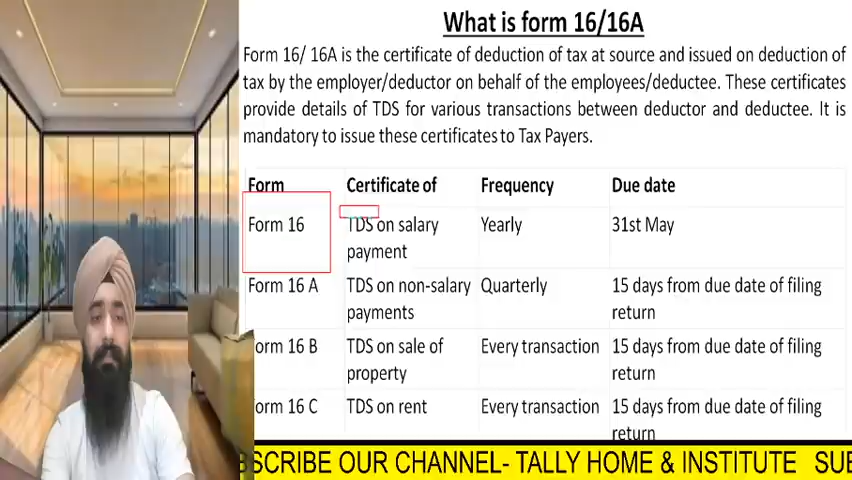 What is form 16/16A
Form 16/ 16A is the certificate of deduction of tax at source and issued on deduction of
tax by the employer/deductor on behalf of the employees/deductee. These certificates
provide details of TDS for various transactions between deductor and deductee. It is
mandatory to issue these certificates to Tax Payers.
Form Certificate of Frequency Due date
Form 16 TDS on salary payment Yearly 31st May
Form 16 A TDS on non-salary payments Quarterly 15 days from due date of filing return
orm 16 B TDS on sale of property Every transaction 15 days from due date of filing return
orm 16 C TDS on rent Every transaction 15 days from due date of filing return
BSCRIBE OUR CHANNEL- TALLY HOME & INSTITUTE SUB